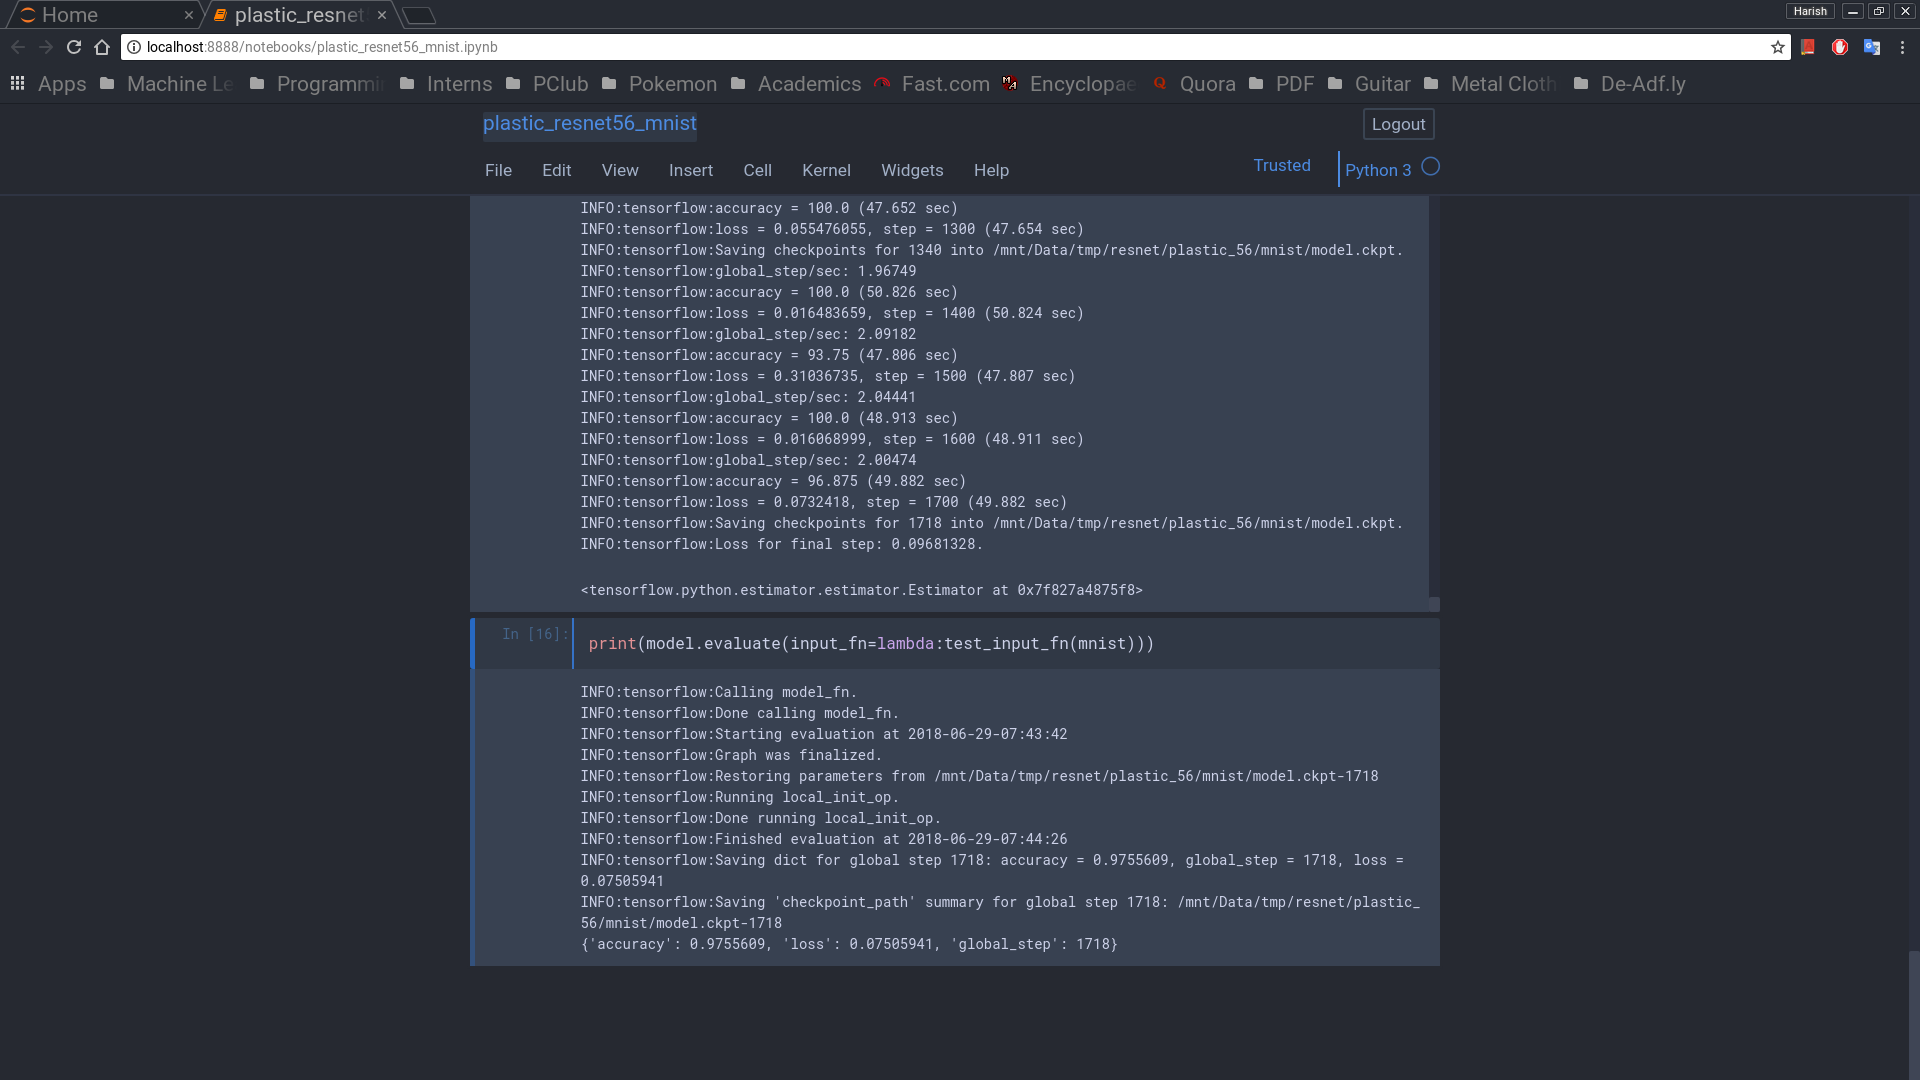 Home
plastic_resnet
Harish
localhost:8888/notebooks/plastic_resnet56_mnist.ipynb
Apps Machine Le Programmi Interns PClub Pokemon Academics Fast.com Encyclopae Quora PDF Guitar Metal Cloth De-Adf.ly
plastic_resnet56_mnist
Logout
File Edit View Insert Cell Kernel Widgets Help
Trusted
Python 3
INFO:tensorflow:accuracy = 100.0 (47.652 sec)
INFO:tensorflow:loss = 0.055476055, step = 1300 (47.654 sec)
INFO:tensorflow:Saving checkpoints for 1340 into /mnt/Data/tmp/resnet/plastic_56/mnist/model.ckpt.
INFO:tensorflow:global_step/sec: 1.96749
INFO:tensorflow:accuracy = 100.0 (50.826 sec)
INFO:tensorflow:loss = 0.016483659, step = 1400 (50.824 sec)
INFO:tensorflow:global_step/sec: 2.09182
INFO:tensorflow:accuracy = 93.75 (47.806 sec)
INFO:tensorflow:loss = 0.31036735, step = 1500 (47.807 sec)
INFO:tensorflow:global_step/sec: 2.04441
INFO:tensorflow:accuracy = 100.0 (48.913 sec)
INFO:tensorflow:loss = 0.016068999, step = 1600 (48.911 sec)
INFO:tensorflow:global_step/sec: 2.00474
INFO:tensorflow:accuracy = 96.875 (49.882 sec)
INFO:tensorflow:loss = 0.0732418, step = 1700 (49.882 sec)
INFO:tensorflow:Saving checkpoints for 1718 into /mnt/Data/tmp/resnet/plastic_56/mnist/model.ckpt.
INFO:tensorflow:Loss for final step: 0.09681328.
<tensorflow.python.estimator.estimator.Estimator at 0x7f827a4875f8>
In [16]: print(model.evaluate(input_fn=lambda:test_input_fn(mnist)))
INFO:tensorflow:Calling model_fn.
INFO:tensorflow:Done calling model_fn.
INFO:tensorflow:Starting evaluation at 2018-06-29-07:43:42
INFO:tensorflow:Graph was finalized.
INFO:tensorflow:Restoring parameters from /mnt/Data/tmp/resnet/plastic_56/mnist/model.ckpt-1718
INFO:tensorflow:Running local_init_op.
INFO:tensorflow:Done running local_init_op.
INFO:tensorflow:Finished evaluation at 2018-06-29-07:44:26
INFO:tensorflow:Saving dict for global step 1718: accuracy = 0.9755609, global_step = 1718, loss =
0.07505941
INFO:tensorflow:Saving 'checkpoint_path' summary for global step 1718: /mnt/Data/tmp/resnet/plastic_
56/mnist/model.ckpt-1718
{'accuracy': 0.9755609, 'loss': 0.07505941, 'global_step': 1718}